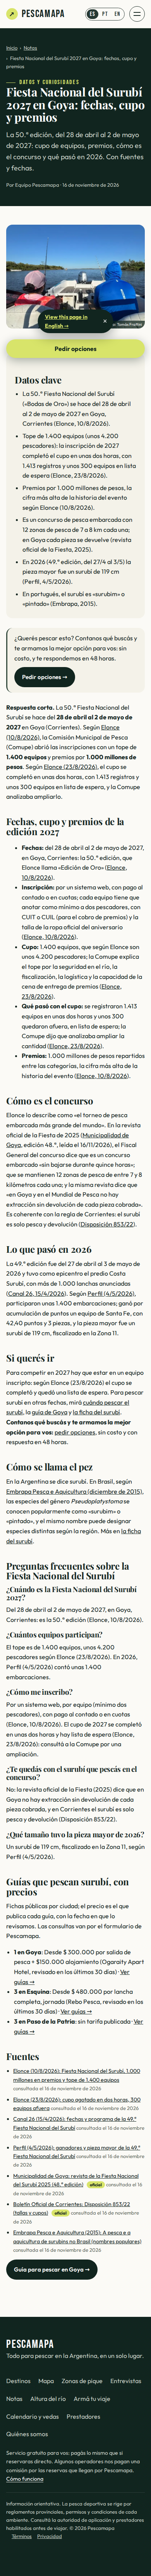 PESCAMAPA
ES PT EN
Inicio › Notas
› Fiesta Nacional del Surubí 2027 en Goya: fechas, cupo y
premios
DATOS Y CURIOSIDADES
Fiesta Nacional del Surubí
2027 en Goya: fechas, cupo
y premios
La 50.ª edición, del 28 de abril al 2 de mayo
de 2027: cupo de equipos, premios, cómo es
el concurso y qué pasó en 2026. Con fuentes
y precios.
Por Equipo Pescamapa · 16 de noviembre de 2026
View this page in
English →
×
Pedir opciones
Datos clave
La 50.ª Fiesta Nacional del Surubí
(«Bodas de Oro») se hace del 28 de abril
al 2 de mayo de 2027 en Goya,
Corrientes (Elonce, 10/8/2026).
Tope de 1.400 equipos (unos 4.200
pescadores); la inscripción de 2027
completó el cupo en unas dos horas, con
1.413 registros y unos 300 equipos en lista
de espera (Elonce, 23/8/2026).
Premios por 1.000 millones de pesos, la
cifra más alta de la historia del evento
según Elonce (10/8/2026).
Es un concurso de pesca embarcado con
12 zonas de pesca de 7 a 8 km cada una;
en Goya cada pieza se devuelve (revista
oficial de la Fiesta, 2025).
En 2026 (49.ª edición, del 27/4 al 3/5) la
pieza mayor fue un surubí de 119 cm
(Perfil, 4/5/2026).
En portugués, el surubí es «surubim» o
«pintado» (Embrapa, 2015).
¿Querés pescar esto? Contanos qué buscás y
te armamos la mejor opción para vos: sin
costo, y te respondemos en 48 horas.
Pedir opciones →
Respuesta corta. La 50.ª Fiesta Nacional del
Surubí se hace del 28 de abril al 2 de mayo de
2027 en Goya (Corrientes). Según Elonce
(10/8/2026), la Comisión Municipal de Pesca
(Comupe) abrió las inscripciones con un tope de
1.400 equipos y premios por 1.000 millones de
pesos. Según Elonce (23/8/2026), el cupo se
completó en unas dos horas, con 1.413 registros y
unos 300 equipos en lista de espera, y la Comupe
analizaba ampliarlo.
Fechas, cupo y premios de la
edición 2027
Fechas: del 28 de abril al 2 de mayo de 2027,
en Goya, Corrientes. Es la 50.ª edición, que
Elonce llama «Edición de Oro» (Elonce,
10/8/2026).
Inscripción: por un sistema web, con pago al
contado o en cuotas; cada equipo tiene que
anotar como mínimo a dos pescadores, con
CUIT o CUIL (para el cobro de premios) y la
talla del buzo oficial del aniversario
(Elonce, 10/8/2026).
Cupo: 1.400 equipos, que según Elonce son
unos 4.200 pescadores. La Comupe explica
que el tope se fija por la seguridad en el río,
la fiscalización, la logística y la seguridad en
la cena de entrega de premios (Elonce,
23/8/2026).
Qué pasó con el cupo: se registraron 1.413
equipos en unas dos horas y unos 300
quedaron afuera, en lista de espera; la
Comupe dijo que analizaba ampliar la
cantidad (Elonce, 23/8/2026).
Premios: 1.000 millones de pesos repartidos
entre las categorías, la cifra más alta de la
historia del evento (Elonce, 10/8/2026).
Cómo es el concurso
Elonce lo describe como «el torneo de pesca
embarcada más grande del mundo». En la revista
oficial de la Fiesta de 2025 (Municipalidad de
Goya, edición 48.ª, leída el 16/11/2026), el Fiscal
General del Concurso dice que es un concurso
embarcado «sin bajarse durante quince horas»;
que se mantienen 12 zonas de pesca entre 7 y 8
kilómetros cada una; y la misma revista dice que
«en Goya y en el Mundial de Pesca no hay
extracción sin devolución de cada pieza cobrada».
Es coherente con la regla de Corrientes: el surubí
es solo pesca y devolución (Disposición 853/22).
Lo que pasó en 2026
La 49.ª edición fue del 27 de abril al 3 de mayo de
2026. Tuvo como epicentro el predio Costa
Surubí, con más de 1.000 lanchas anunciadas
(Canal 26, 15/4/2026). Según Perfil (4/5/2026),
participaron unas 1.400 embarcaciones; ganó por
cantidad de puntos un equipo de Santa Fe, con
42,40 puntos, y la pieza mayor fue un surubí de
119 cm, fiscalizado en la Zona 11.
Si querés ir
Para competir en 2027 hay que estar en un equipo
inscripto: según Elonce (23/8/2026) el cupo se
completó y quedó una lista de espera. Para pescar
el surubí en otras fechas, mirá cuándo pescar el
surubí, la guía de Goya y la ficha del surubí.
Contanos qué buscás y te armamos la mejor
opción para vos: pedir opciones, sin costo, y te
respondemos en 48 horas.
Cómo se llama el pez
En la Argentina se dice surubí. En Brasil, según
Embrapa Pesca e Aquicultura (diciembre de 2015),
las especies del género Pseudoplatystoma se
conocen popularmente como «surubim» o
«pintado», y el mismo nombre puede designar
especies distintas según la región. Más en la ficha
del surubí.
Preguntas frecuentes sobre la
Fiesta Nacional del Surubí
¿Cuándo es la Fiesta Nacional del Surubí
2027?
Del 28 de abril al 2 de mayo de 2027, en Goya,
Corrientes; es la 50.ª edición (Elonce, 10/8/2026).
¿Cuántos equipos participan?
El tope es de 1.400 equipos, unos 4.200
pescadores según Elonce (23/8/2026). En 2026,
Perfil (4/5/2026) contó unas 1.400
embarcaciones.
¿Cómo me inscribo?
Por un sistema web, por equipo (mínimo dos
pescadores), con pago al contado o en cuotas
(Elonce, 10/8/2026). El cupo de 2027 se completó
en unas dos horas y hay lista de espera (Elonce,
23/8/2026): consultá a la Comupe por una
ampliación.
¿Te quedás con el surubí que pescás en el
concurso?
No: la revista oficial de la Fiesta (2025) dice que en
Goya no hay extracción sin devolución de cada
pieza cobrada, y en Corrientes el surubí es solo
pesca y devolución (Disposición 853/22).
¿Qué tamaño tuvo la pieza mayor de 2026?
Un surubí de 119 cm, fiscalizado en la Zona 11, según
Perfil (4/5/2026).
Guías que pescan surubí, con
precios
Fichas públicas por ciudad; el precio es el que
publica cada guía, con la fecha en que lo
revisamos. Las consultas van por el formulario de
Pescamapa.
1 en Goya: Desde $ 300.000 por salida de
pesca + $150.000 alojamiento (Ogaraity Apart
Hotel, revisado en los últimos 30 días) · Ver
guías →
3 en Esquina: Desde $ 480.000 por lancha
completa, jornada (Rebo Pesca, revisado en los
últimos 30 días) · Ver guías →
3 en Paso de la Patria: sin tarifa publicada · Ver
guías →
Fuentes
Elonce (10/8/2026): Fiesta Nacional del Surubí, 1.000
millones en premios y tope de 1.400 equipos
consultado el 16 de noviembre de 2026
Elonce (23/8/2026): cupo agotado en dos horas, 300
equipos afuera consultado el 16 de noviembre de 2026
Canal 26 (15/4/2026): fechas y programa de la 49.ª
Fiesta Nacional del Surubí consultado el 16 de noviembre
de 2026
Perfil (4/5/2026): ganadores y pieza mayor de la 49.ª
Fiesta Nacional del Surubí consultado el 16 de noviembre
de 2026
Municipalidad de Goya: revista de la Fiesta Nacional
del Surubí 2025 (48.ª edición) oficial consultado el 16 de
noviembre de 2026
Boletín Oficial de Corrientes: Disposición 853/22
(tallas y cupos) oficial consultado el 16 de noviembre
de 2026
Embrapa Pesca e Aquicultura (2015): A pesca e a
aquicultura de surubins no Brasil (nombres populares)
consultado el 16 de noviembre de 2026
Guía para pescar en Goya →
PESCAMAPA
Todo para pescar en la Argentina, en un solo lugar.
Destinos Mapa Zonas de pique Entrevistas
Notas Altura del río Armá tu viaje
Calendario y vedas Prestadores
Quiénes somos
Servicio gratuito para vos: pagás lo mismo que si
reservaras directo. Algunos operadores nos pagan una
comisión por las reservas que llegan por Pescamapa.
Cómo funciona
Información orientativa. La pesca deportiva se rige por
reglamentos provinciales, permisos y condiciones de cada
ambiente. Consultá la autoridad de aplicación y prestadores
habilitados antes de viajar. © 2026 Pescamapa
Términos Privacidad